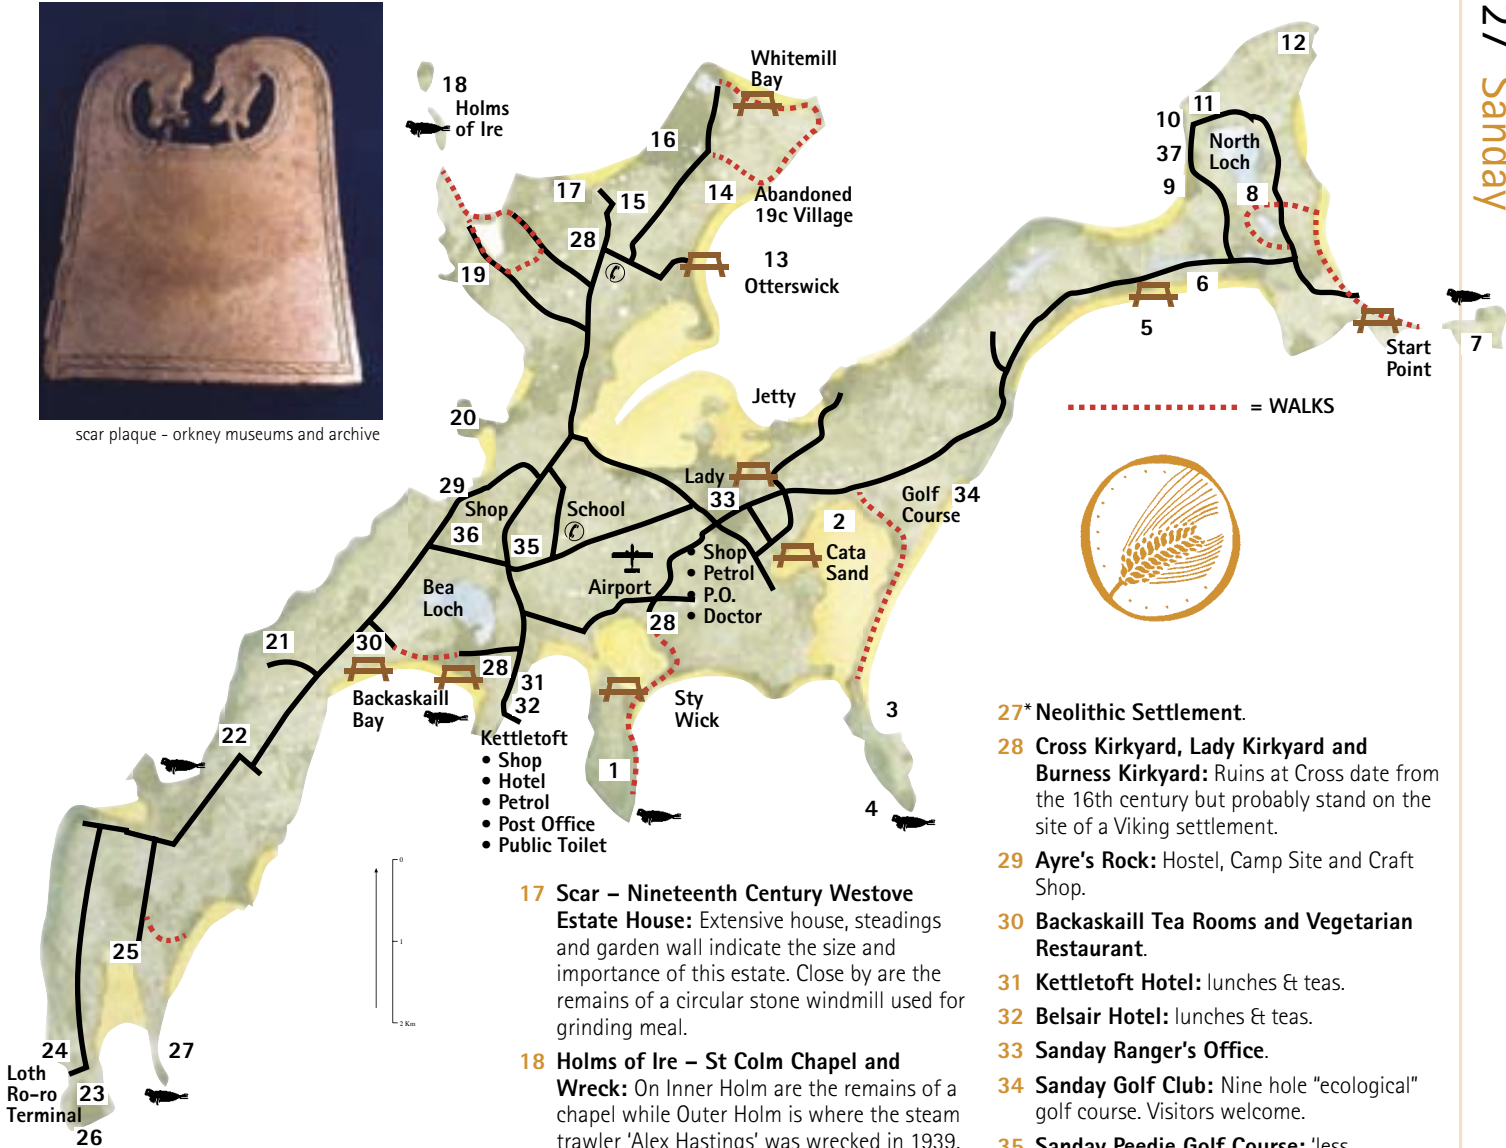 27 Sanday
scar plaque - orkney museums and archive
18
Holms
of Ire
Whitemill
Bay
16
17
15
14
Abandoned
19c Village
28
13
Otterswick
19
20
12
11
10
37
9
North
Loch
8
6
5
7
Start
Point
= WALKS
Jetty
Lady
33
29
Shop
36
School
35
2
Cata
Sand
Golf
Course
34
Airport
• Shop
• Petrol
• P.O.
• Doctor
28
Bea
Loch
21
30
28
31
32
Backaskaill
Bay
22
Sty
Wick
1
3
4
Kettletoft
• Shop
• Hotel
• Petrol
• Post Office
• Public Toilet
0
1
2 Km
25
24
27
Loth
Ro-ro
Terminal
23
26
17 Scar – Nineteenth Century Westove
Estate House: Extensive house, steadings
and garden wall indicate the size and
importance of this estate. Close by are the
remains of a circular stone windmill used for
grinding meal.
18 Holms of Ire – St Colm Chapel and
Wreck: On Inner Holm are the remains of a
chapel while Outer Holm is where the steam
trawler 'Alex Hastings' was wrecked in 1939.
27* Neolithic Settlement.
28 Cross Kirkyard, Lady Kirkyard and
Burness Kirkyard: Ruins at Cross date from
the 16th century but probably stand on the
site of a Viking settlement.
29 Ayre's Rock: Hostel, Camp Site and Craft
Shop.
30 Backaskaill Tea Rooms and Vegetarian
Restaurant.
31 Kettletoft Hotel: lunches & teas.
32 Belsair Hotel: lunches & teas.
33 Sanday Ranger's Office.
34 Sanday Golf Club: Nine hole "ecological"
golf course. Visitors welcome.
35 Sanday Peedie Golf Course: 'less